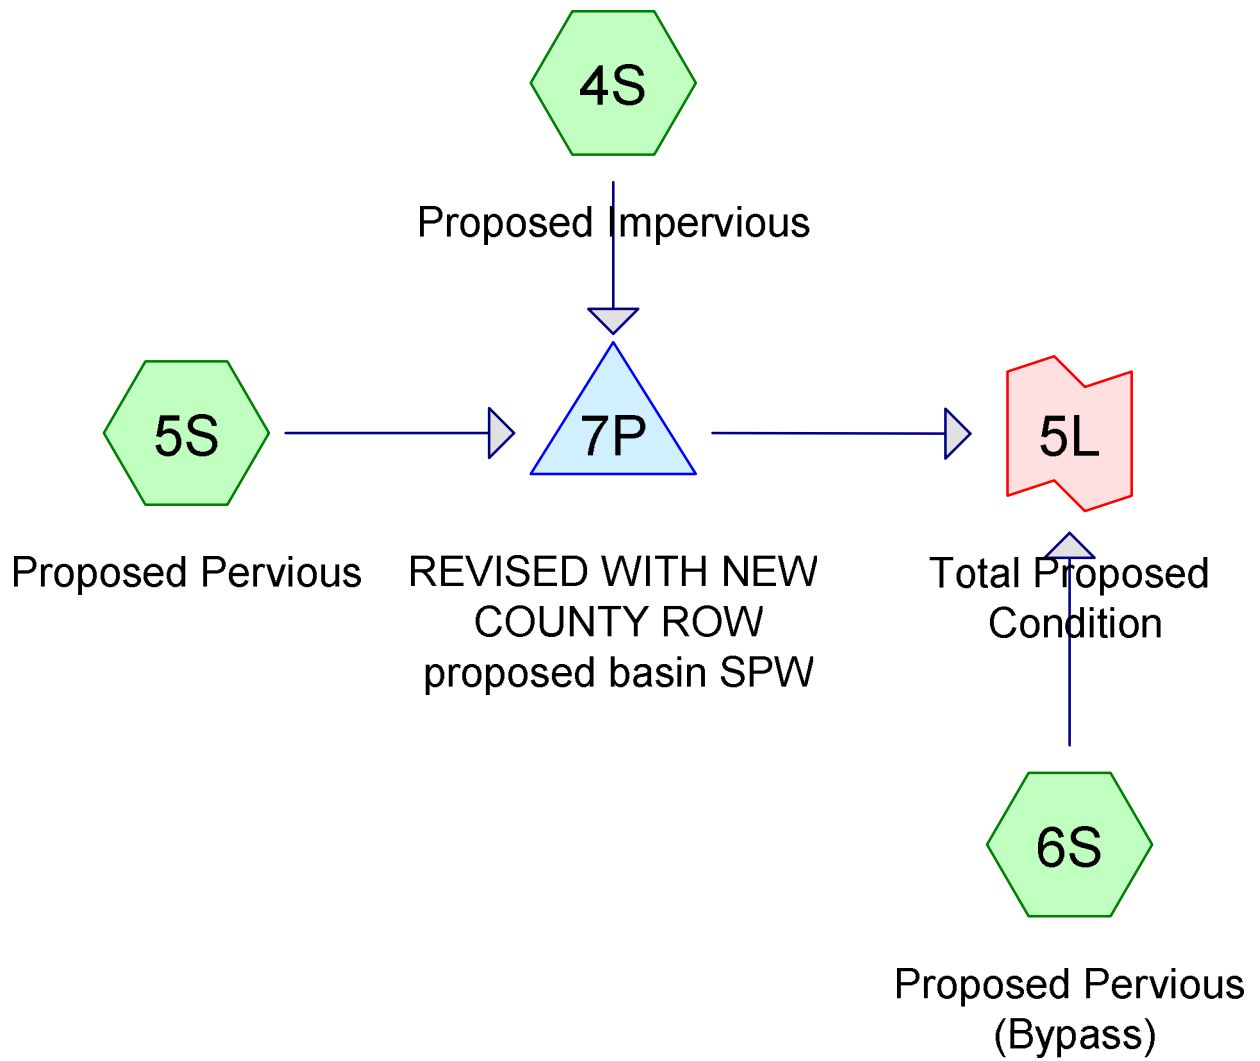 4S
Proposed Impervious
5S
Proposed Pervious
7P
REVISED WITH NEW
COUNTY ROW
proposed basin SPW
5L
Total Proposed
Condition
6S
Proposed Pervious
(Bypass)